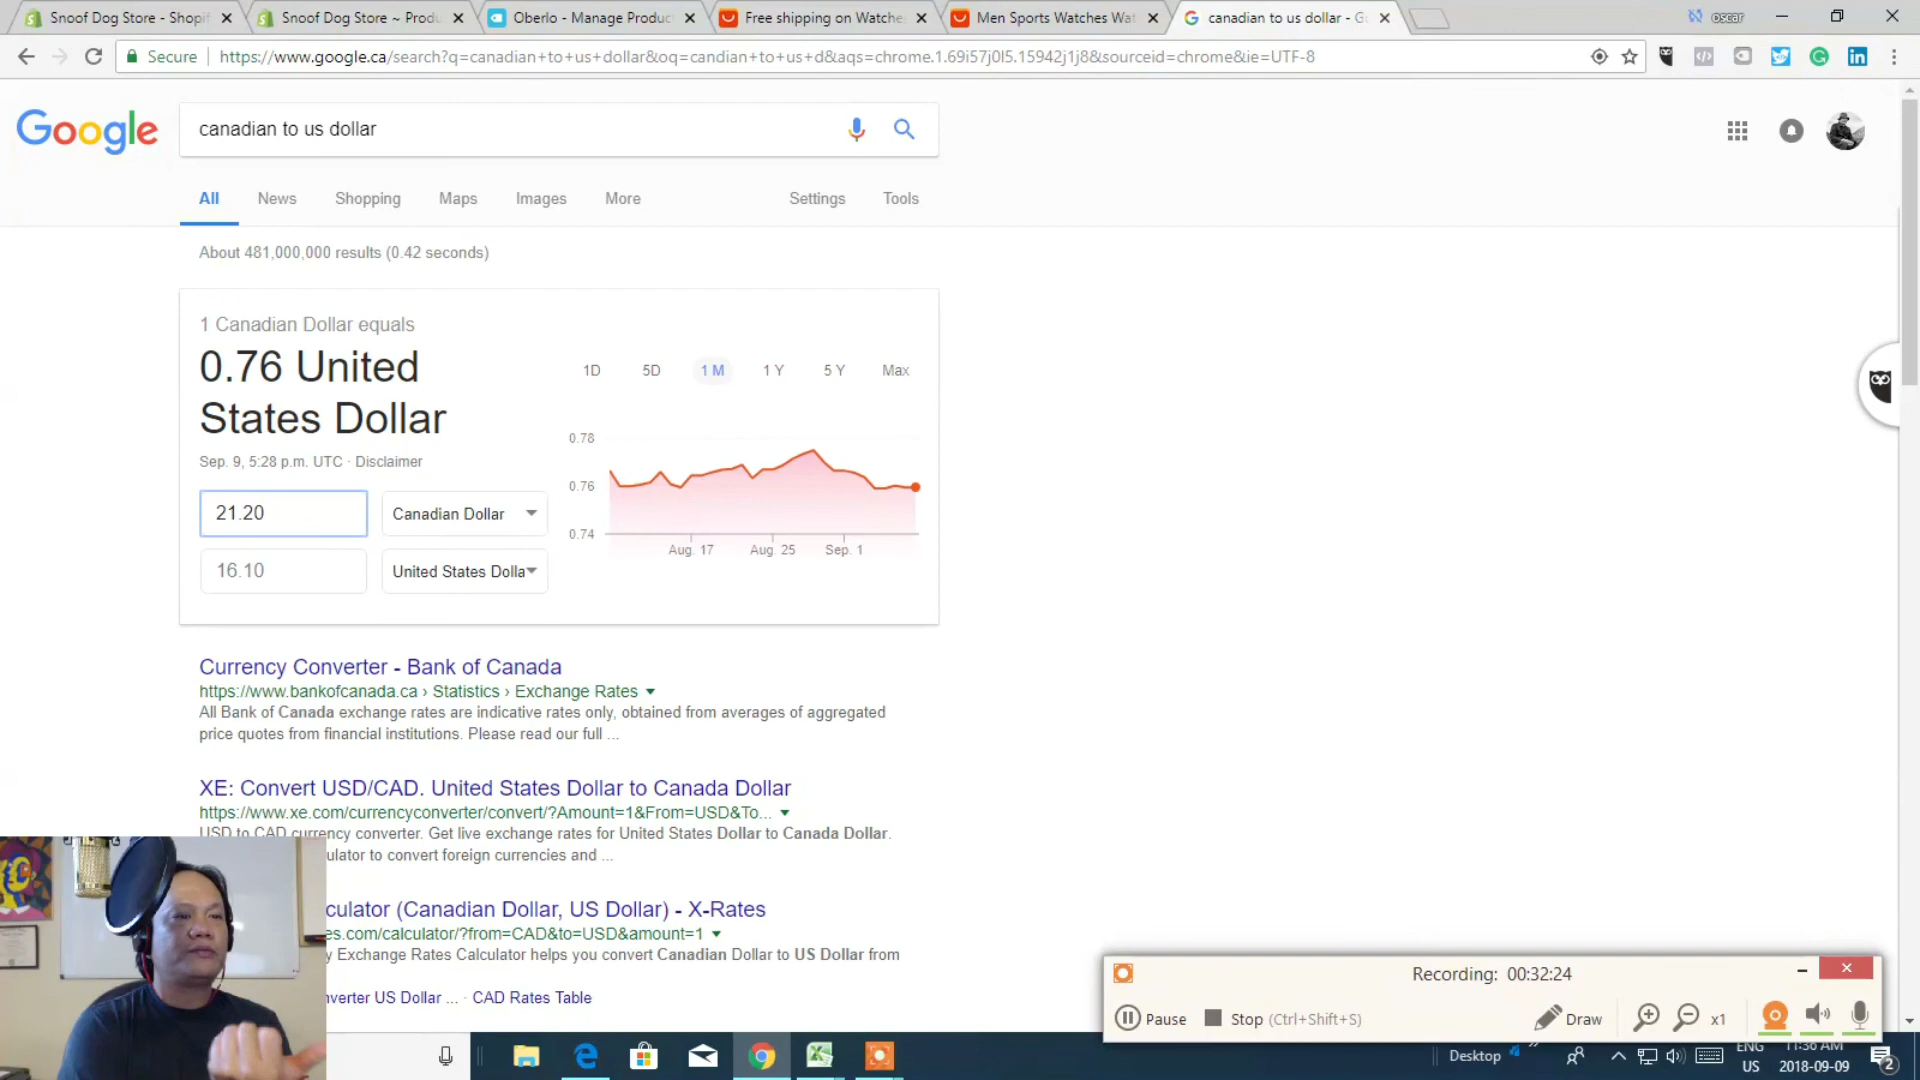 Snoof Dog Store - Shopif
Snoof Dog Store ~ Produ
Oberlo - Manage Produc
Free shipping on Watche
Men Sports Watches Wat
canadian to us dollar - G
oscar
Secure
https://www.google.ca/search?q=canadian+to+us+dollar&oq=candian+to+us+d&aqs=chrome.1.69i57j0l5.15942j1j8&sourceid=chrome&ie=UTF-8
Google
canadian to us dollar
All
News
Shopping
Maps
Images
More
Settings
Tools
About 481,000,000 results (0.42 seconds)
1 Canadian Dollar equals
0.76 United
States Dollar
Sep. 9, 5:28 p.m. UTC · Disclaimer
1D
5D
1 M
1 Y
5 Y
Max
0.78
0.76
0.74
Aug. 17
Aug. 25
Sep. 1
21.20
Canadian Dollar
16.10
United States Dolla
Currency Converter - Bank of Canada
https://www.bankofcanada.ca › Statistics › Exchange Rates
All Bank of Canada exchange rates are indicative rates only, obtained from averages of aggregated
price quotes from financial institutions. Please read our full ...
XE: Convert USD/CAD. United States Dollar to Canada Dollar
https://www.xe.com/currencyconverter/convert/?Amount=1&From=USD&To...
USD to CAD currency converter. Get live exchange rates for United States Dollar to Canada Dollar.
ulator to convert foreign currencies and ...
culator (Canadian Dollar, US Dollar) - X-Rates
es.com/calculator/?from=CAD&to=USD&amount=1
y Exchange Rates Calculator helps you convert Canadian Dollar to US Dollar from
nverter US Dollar ... · CAD Rates Table
Recording: 00:32:24
Pause
Stop (Ctrl+Shift+S)
Draw
x1
Desktop
ENG
US
11:36 AM
2018-09-09
2